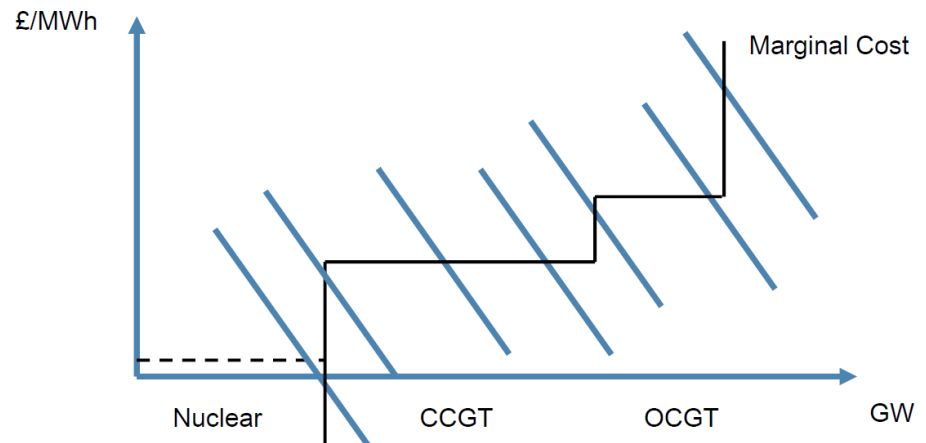 £/MWh
Marginal Cost
Nuclear
CCGT
OCGT
GW